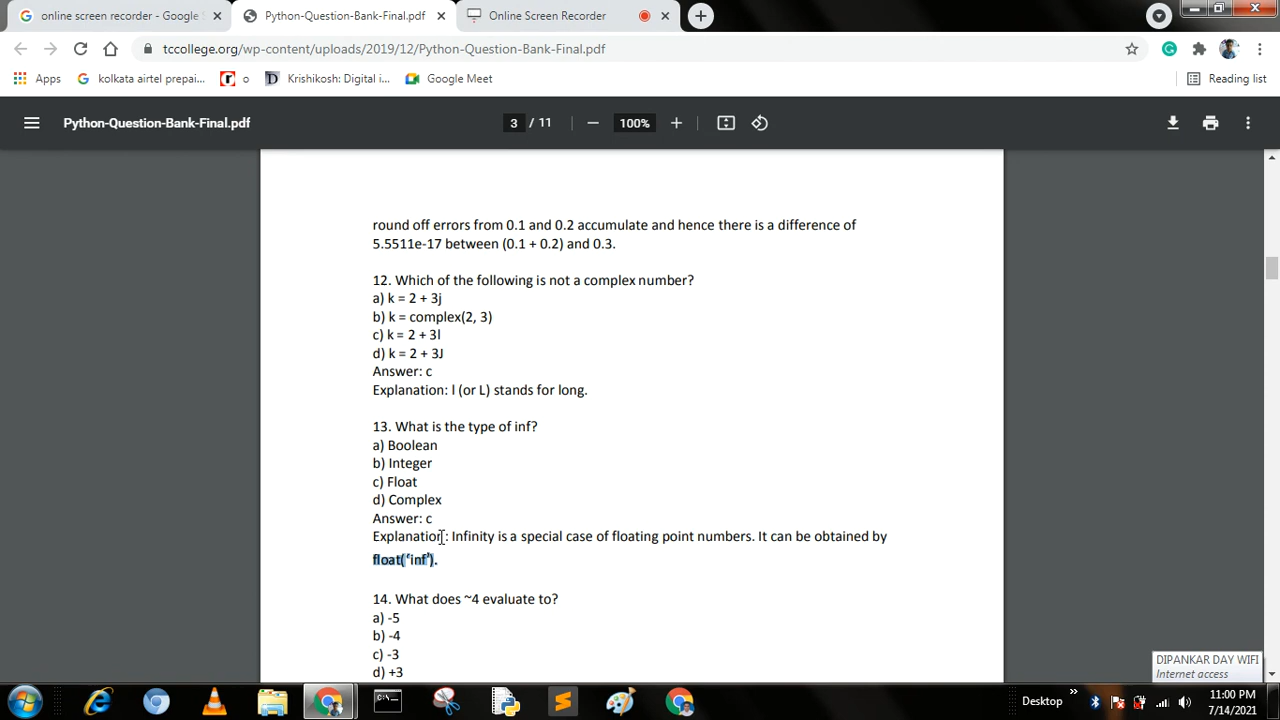 online screen recorder - Google S
Python-Question-Bank-Final.pdf
Online Screen Recorder
tccollege.org/wp-content/uploads/2019/12/Python-Question-Bank-Final.pdf
Apps
kolkata airtel prepai...
o
Krishikosh: Digital i...
Google Meet
Reading list
Python-Question-Bank-Final.pdf
3 / 11
100%
round off errors from 0.1 and 0.2 accumulate and hence there is a difference of
5.5511e-17 between (0.1 + 0.2) and 0.3.
12. Which of the following is not a complex number?
a) k = 2 + 3j
b) k = complex(2, 3)
c) k = 2 + 3l
d) k = 2 + 3J
Answer: c
Explanation: l (or L) stands for long.
13. What is the type of inf?
a) Boolean
b) Integer
c) Float
d) Complex
Answer: c
Explanation: Infinity is a special case of floating point numbers. It can be obtained by
float(‘inf’).
14. What does ~4 evaluate to?
a) -5
b) -4
c) -3
d) +3
DIPANKAR DAY WIFI
Internet access
Desktop
11:00 PM
7/14/2021